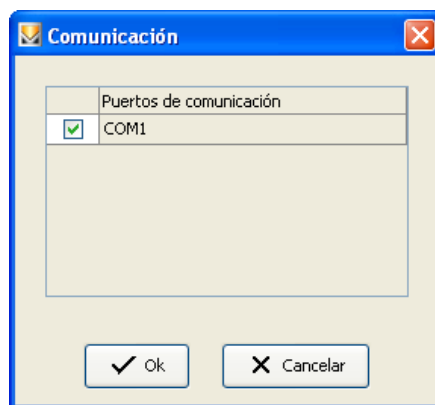 Comunicación
Puertos de comunicación
COM1
Ok
Cancelar